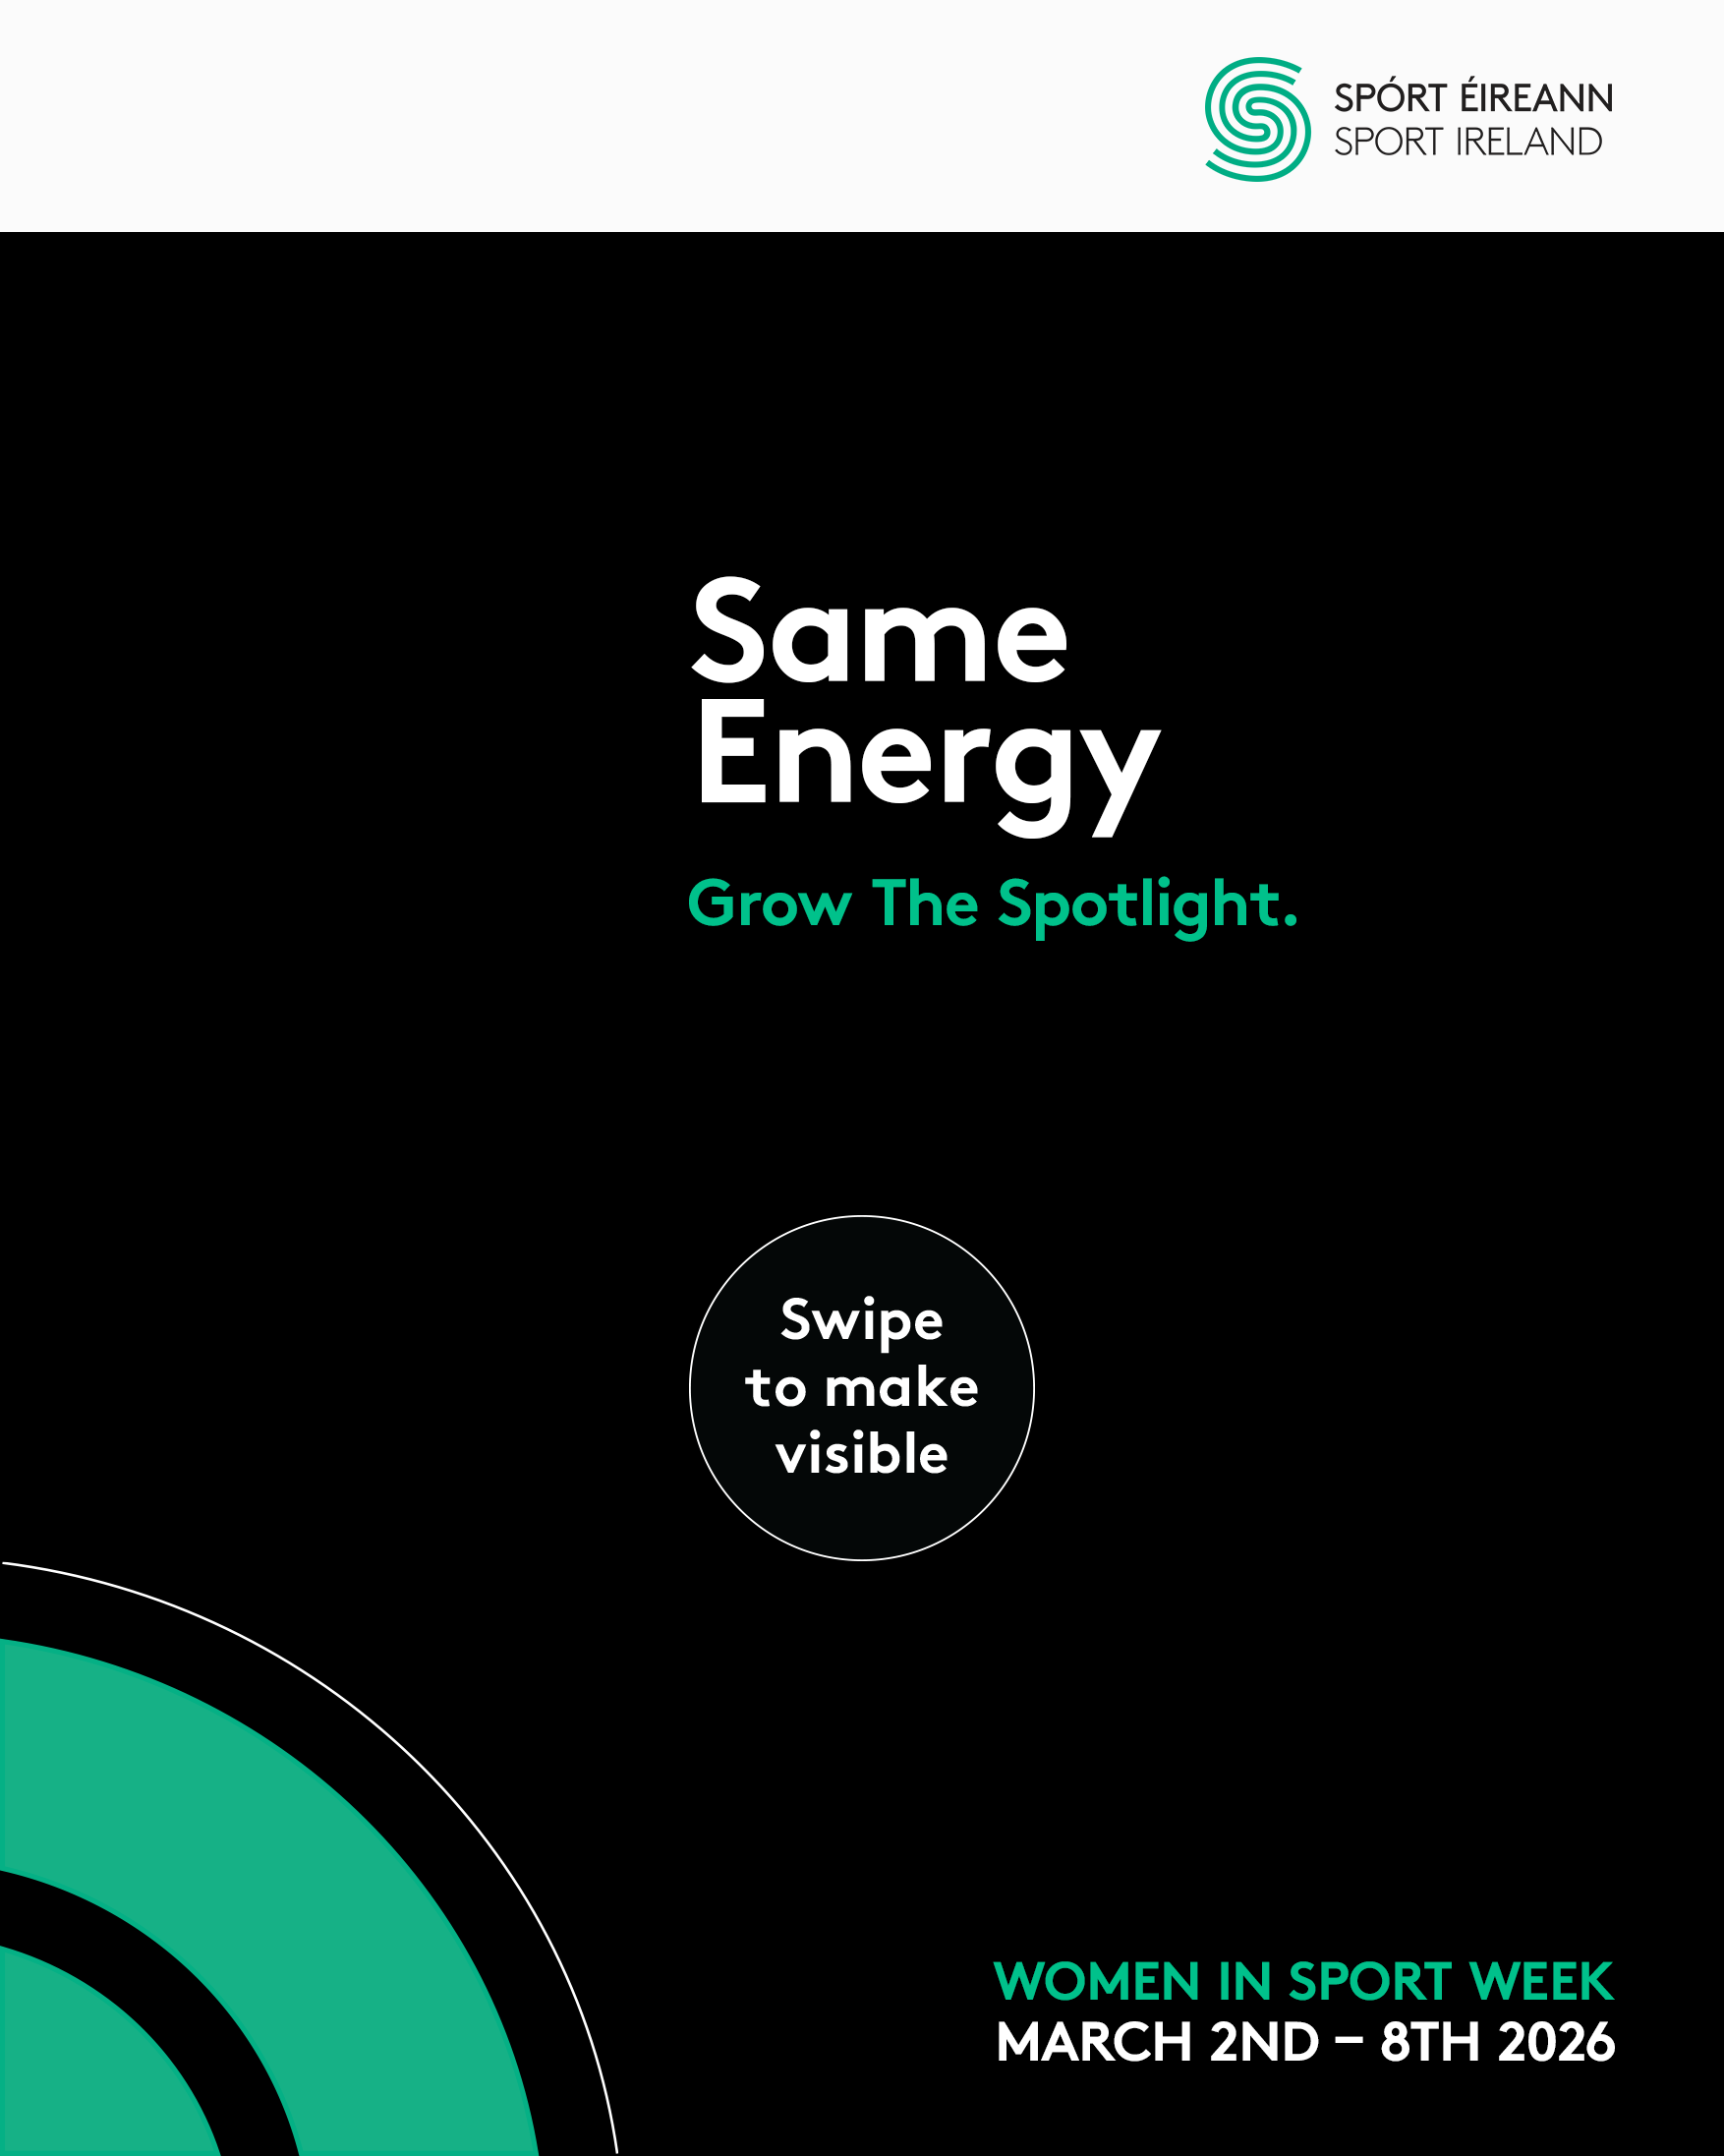 SPÓRT ÉIREANN
SPORT IRELAND
Same
Energy
Grow The Spotlight.
Swipe
to make
visible
WOMEN IN SPORT WEEK
MARCH 2ND – 8TH 2026